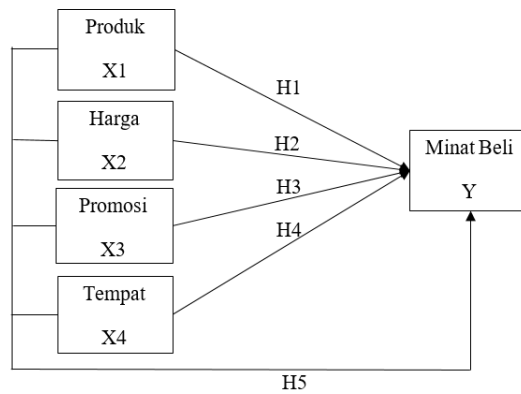 Produk
X1
H1
Harga
X2
H2
Minat Beli
Y
Promosi
X3
H3
H4
Tempat
X4
H5